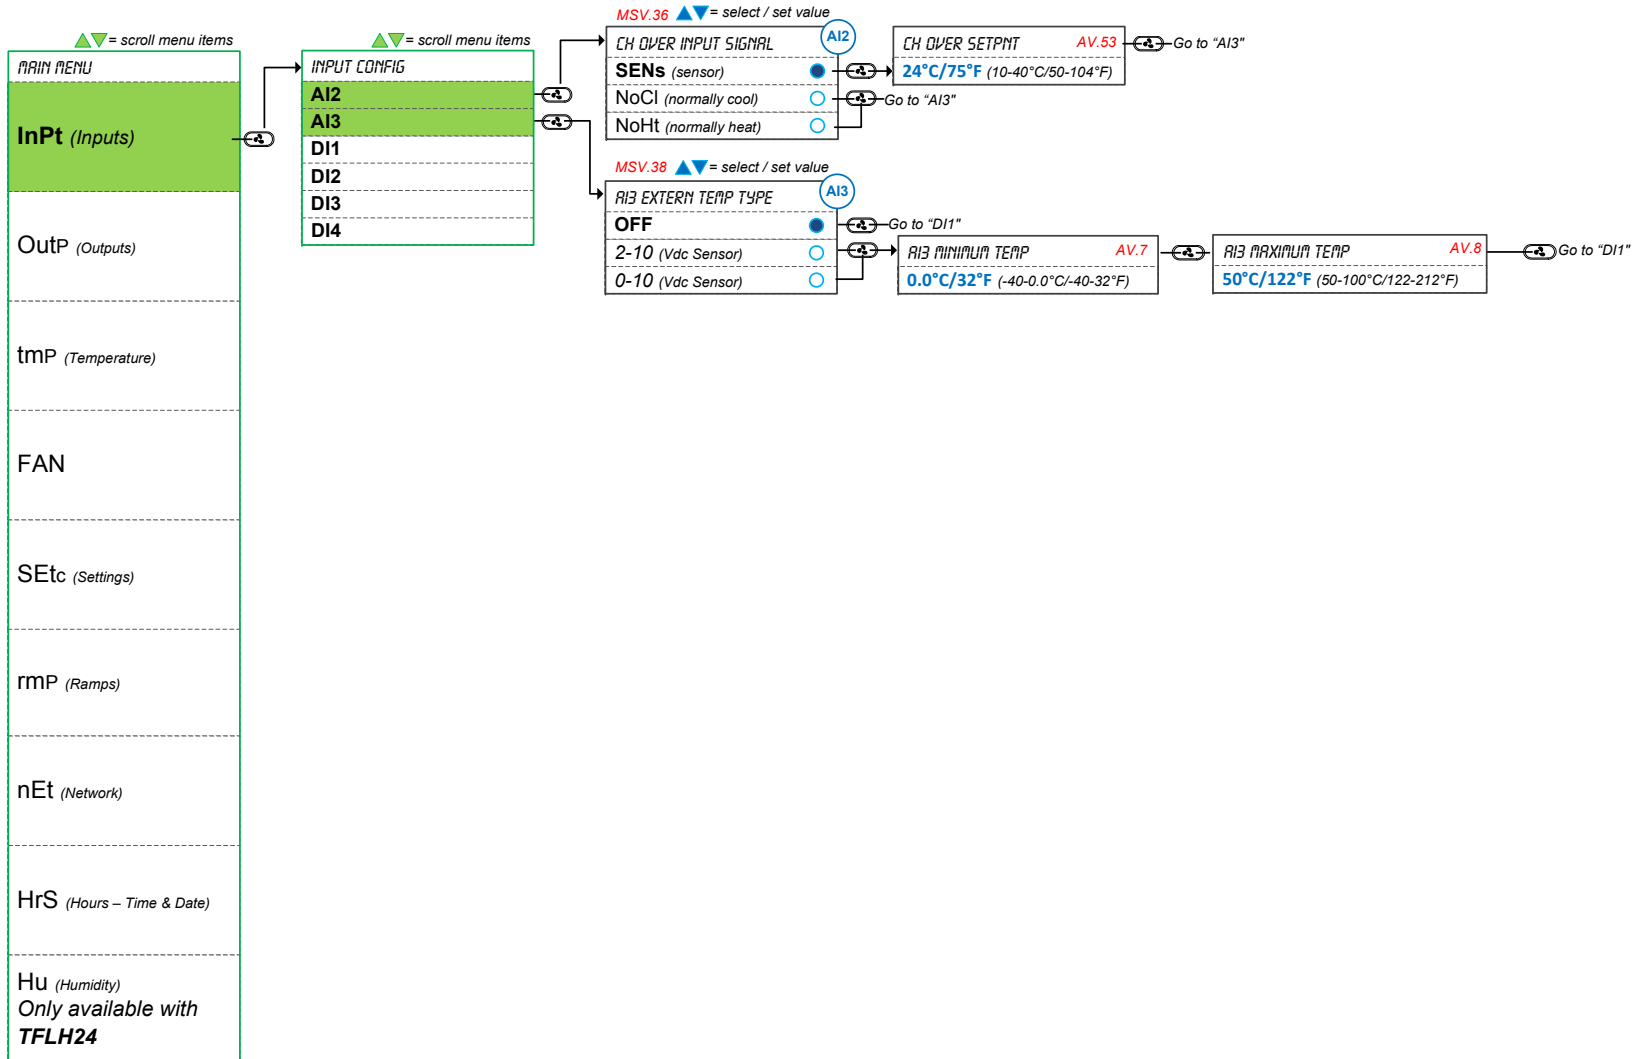 = scroll menu items
MAIN MENU
InPt (Inputs)
OutP (Outputs)
tmP (Temperature)
FAN
SEtc (Settings)
rmP (Ramps)
nEt (Network)
HrS (Hours – Time & Date)
Hu (Humidity)
Only available with
TFLH24
= scroll menu items
INPUT CONFIG
AI2
AI3
DI1
DI2
DI3
DI4
MSV.36 = select / set value
CH OVER INPUT SIGNAL AI2
SENs (sensor)
NoCl (normally cool)
NoHt (normally heat)
Go to "AI3"
CH OVER SETPNT AV.53
24°C/75°F (10-40°C/50-104°F)
Go to "AI3"
MSV.38 = select / set value
AI3 EXTERN TEMP TYPE AI3
OFF
Go to "DI1"
2-10 (Vdc Sensor)
0-10 (Vdc Sensor)
AI3 MINIMUM TEMP AV.7
0.0°C/32°F (-40-0.0°C/-40-32°F)
AI3 MAXIMUM TEMP AV.8
50°C/122°F (50-100°C/122-212°F)
Go to "DI1"